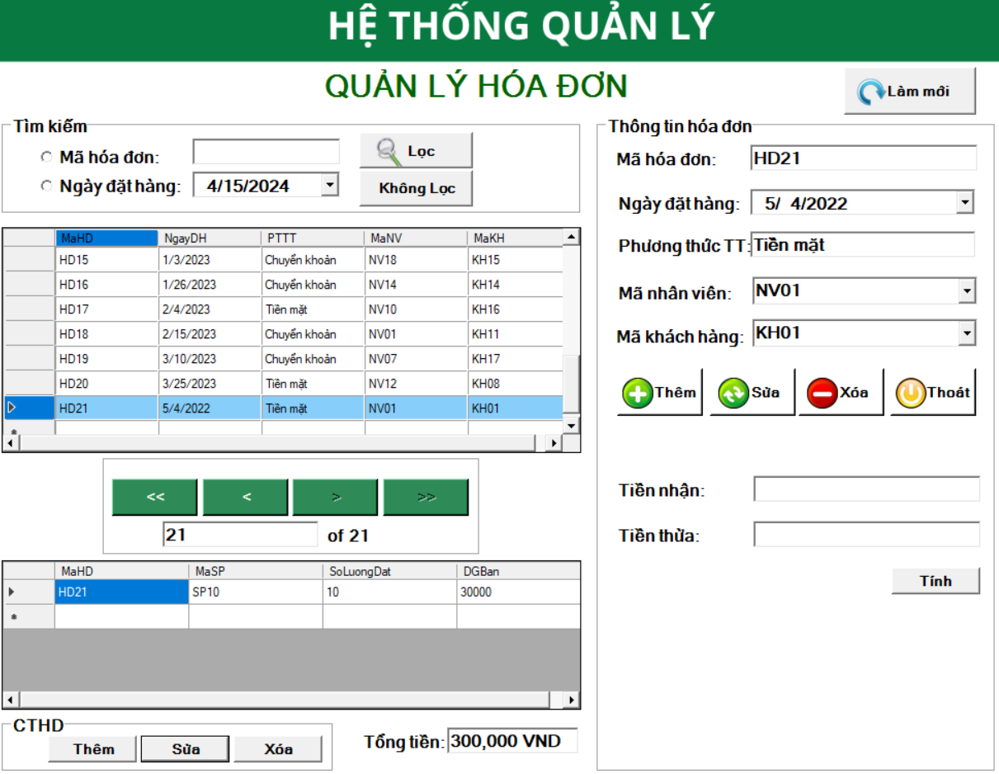 HỆ THỐNG QUẢN LÝ
QUẢN LÝ HÓA ĐƠN
Làm mới
Tìm kiếm
Mã hóa đơn:
Lọc
Ngày đặt hàng: 4/15/2024
Không Lọc
MaHD NgayDH PTTT MaNV MaKH
HD15 1/3/2023 Chuyển khoản NV18 KH15
HD16 1/26/2023 Chuyển khoản NV14 KH14
HD17 2/4/2023 Tiền mặt NV10 KH16
HD18 2/15/2023 Chuyển khoản NV01 KH11
HD19 3/10/2023 Chuyển khoản NV07 KH17
HD20 3/25/2023 Tiền mặt NV12 KH08
HD21 5/4/2022 Tiền mặt NV01 KH01
<< < > >>
21 of 21
MaHD MaSP SoLuongDat DGBan
HD21 SP10 10 30000
CTHD
Thêm Sửa Xóa
Tổng tiền: 300,000 VND
Thông tin hóa đơn
Mã hóa đơn: HD21
Ngày đặt hàng: 5/ 4/2022
Phương thức TT: Tiền mặt
Mã nhân viên: NV01
Mã khách hàng: KH01
Thêm Sửa Xóa Thoát
Tiền nhận:
Tiền thừa:
Tính